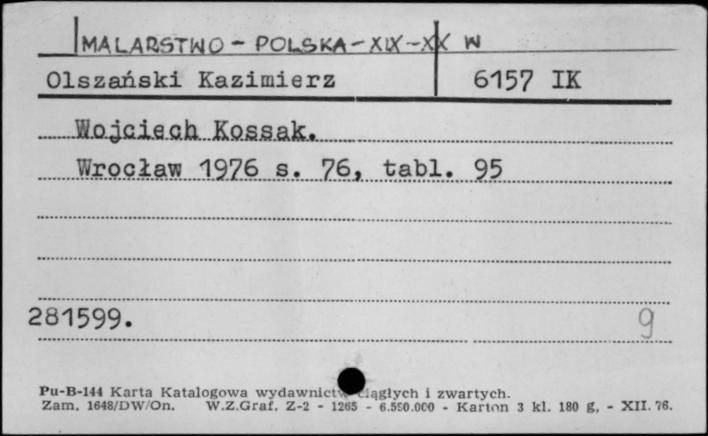 MALARSTWO - POLSKA - XIX - XX W
Olszański Kazimierz 6157 IK
Wojciech Kossak.
Wrocław 1976 s. 76, tabl. 95
281599. 9
Pu-B-144 Karta Katalogowa wydawnictw ciągłych i zwartych.
Zam. 1648/DW/On. W.Z.Graf. Z-2 - 1265 - 6.550.000 - Karton 3 kl. 180 g, - XII. 76.